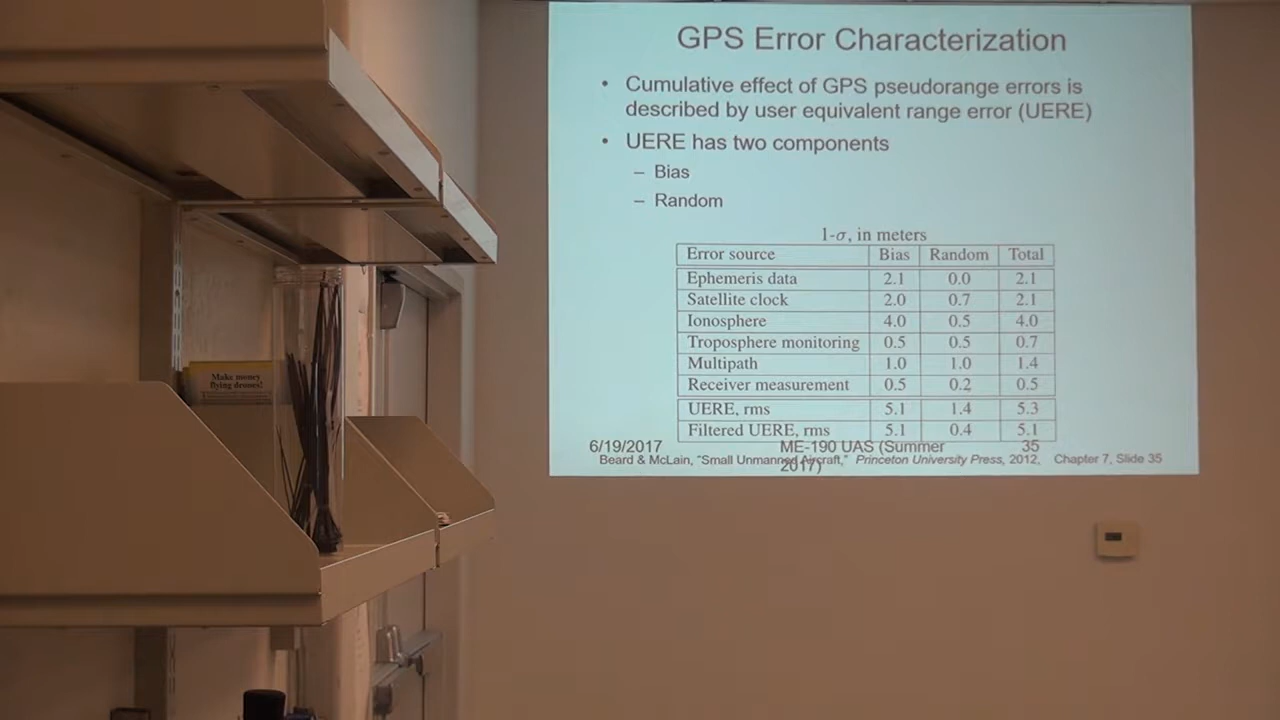 GPS Error Characterization
• Cumulative effect of GPS pseudorange errors is
described by user equivalent range error (UERE)
• UERE has two components
– Bias
– Random
1-σ, in meters
Error source Bias Random Total
Ephemeris data 2.1 0.0 2.1
Satellite clock 2.0 0.7 2.1
Ionosphere 4.0 0.5 4.0
Troposphere monitoring 0.5 0.5 0.7
Multipath 1.0 1.0 1.4
Receiver measurement 0.5 0.2 0.5
UERE, rms 5.1 1.4 5.3
Filtered UERE, rms 5.1 0.4 5.1
6/19/2017 ME-190 UAS (Summer 35
2017)
Beard & McLain, "Small Unmanned Aircraft," Princeton University Press, 2012, Chapter 7, Slide 35
Make money
flying drones!